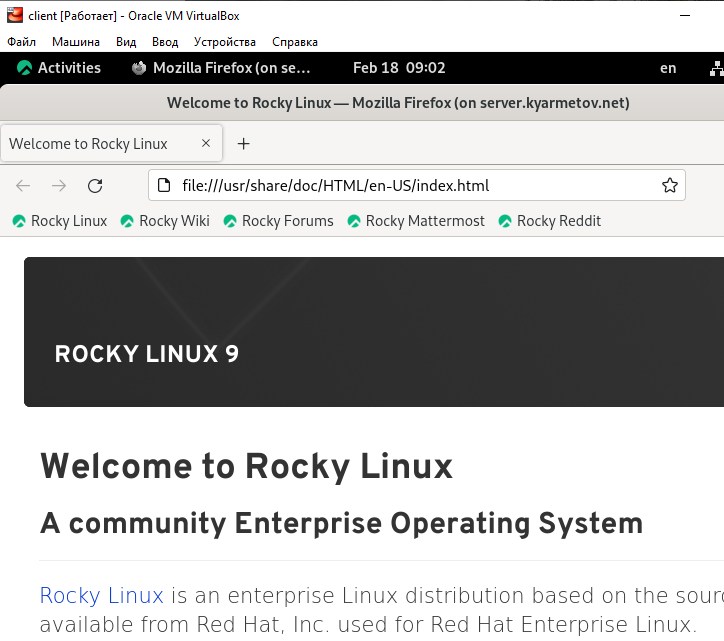 client [Работает] - Oracle VM VirtualBox
Файл Машина Вид Ввод Устройства Справка
Activities Mozilla Firefox (on se... Feb 18 09:02 en
Welcome to Rocky Linux — Mozilla Firefox (on server.kyarmetov.net)
Welcome to Rocky Linux × +
file:///usr/share/doc/HTML/en-US/index.html
Rocky Linux Rocky Wiki Rocky Forums Rocky Mattermost Rocky Reddit
ROCKY LINUX 9
Welcome to Rocky Linux
A community Enterprise Operating System
Rocky Linux is an enterprise Linux distribution based on the sour
available from Red Hat, Inc. used for Red Hat Enterprise Linux.